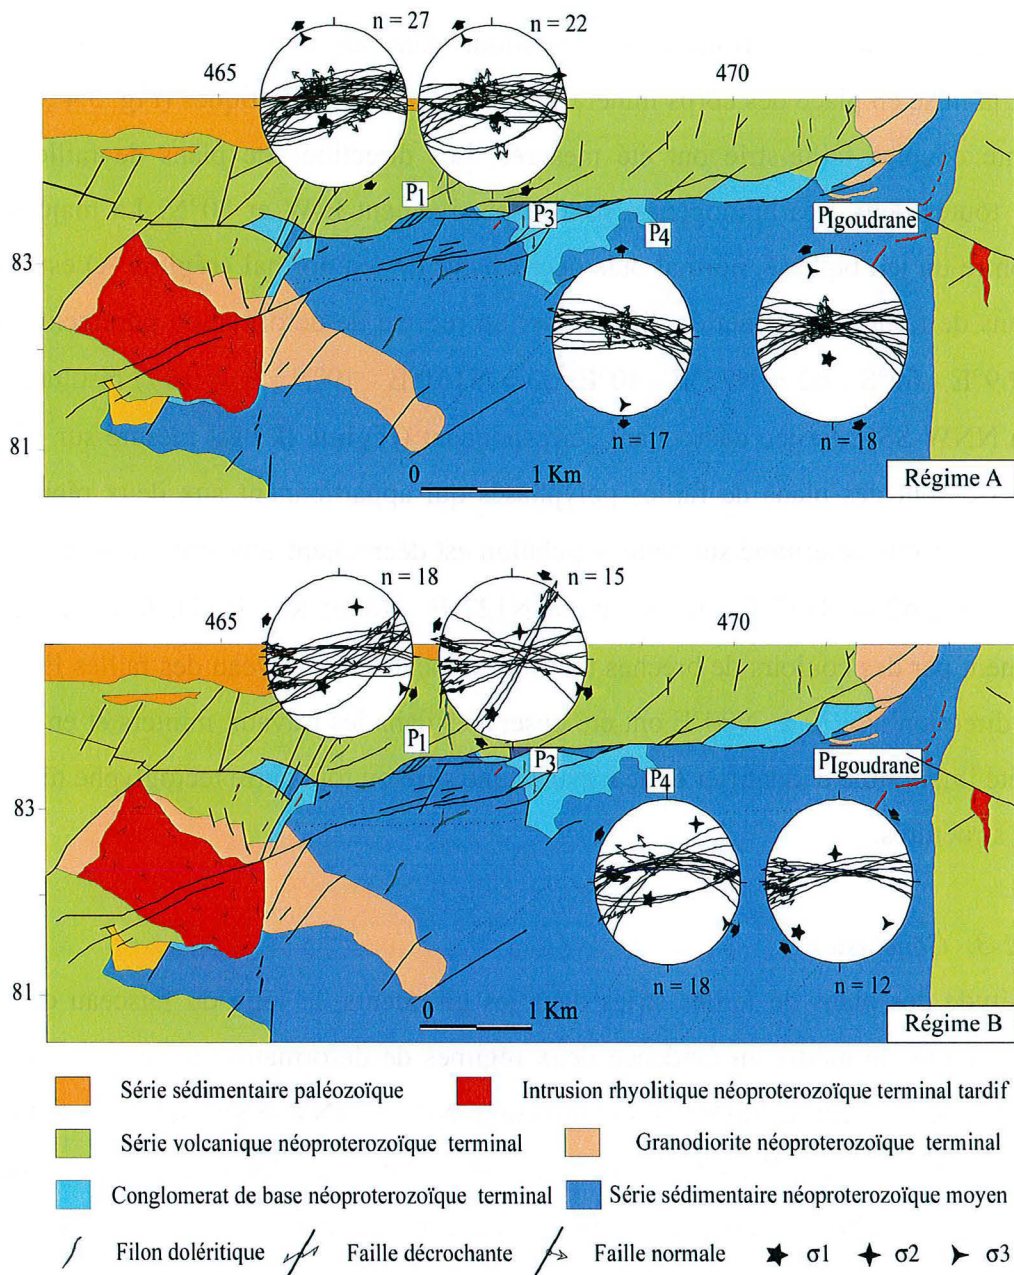 n = 27
n = 22
465
470
P1
P3
P4
PIgoudrane
83
81
n = 17
n = 18
0 1 Km
Régime A
n = 18
n = 15
465
470
P1
P3
P4
PIgoudrane
83
81
n = 18
n = 12
0 1 Km
Régime B
Série sédimentaire paléozoïque
Intrusion rhyolitique néoproterozoïque terminal tardif
Série volcanique néoproterozoïque terminal
Granodiorite néoproterozoïque terminal
Conglomerat de base néoproterozoïque terminal
Série sédimentaire néoproterozoïque moyen
Filon doléritique
Faille décrochante
Faille normale
σ1
σ2
σ3